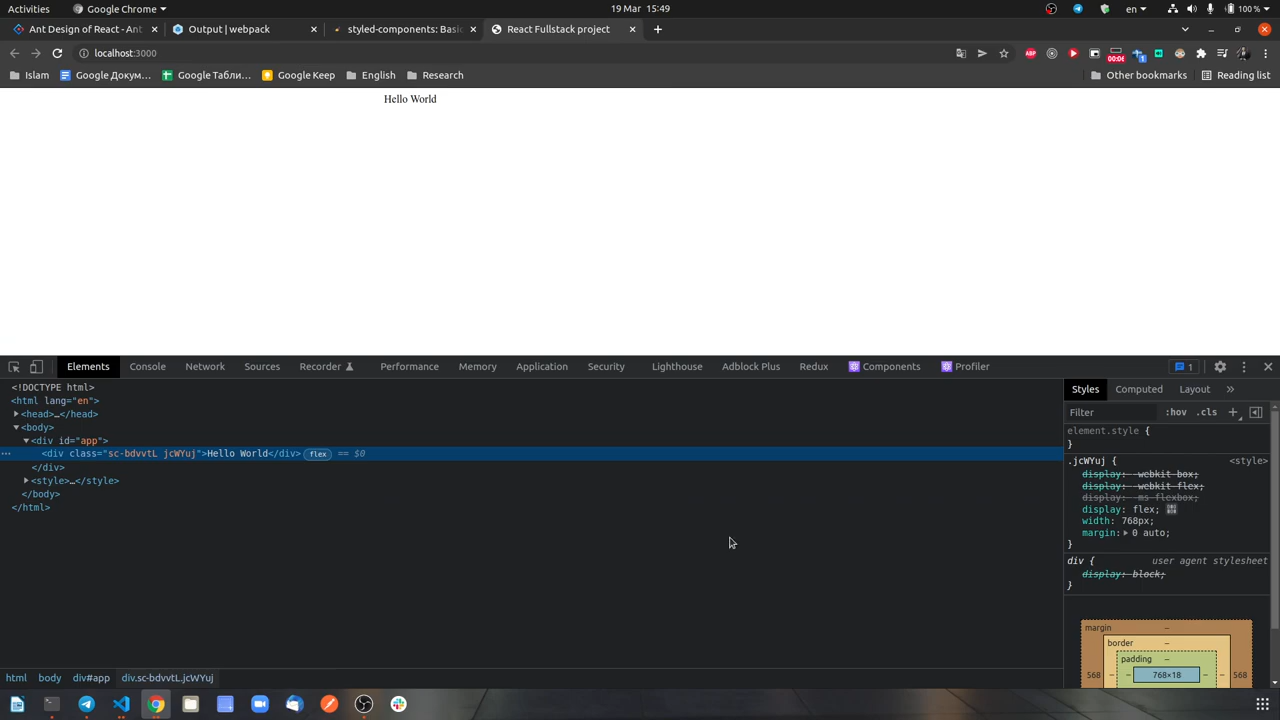 Activities Google Chrome 19 Mar 15:49 en 100 %
Ant Design of React - Ant Output | webpack styled-components: Basic React Fullstack project
localhost:3000 ABP 00:06 1
Islam Google Докум… Google Табли… Google Keep English Research Other bookmarks Reading list
Hello World
Elements Console Network Sources Recorder Performance Memory Application Security Lighthouse Adblock Plus Redux Components Profiler 1
<!DOCTYPE html>
<html lang="en">
<head>…</head>
<body>
<div id="app">
<div class="sc-bdvvtL jcWYuj">Hello World</div> flex == $0
</div>
<style>…</style>
</body>
</html>
Styles Computed Layout
Filter :hov .cls
element.style {
}
.jcWYuj { <style>
display: -webkit-box;
display: -webkit-flex;
display: -ms-flexbox;
display: flex;
width: 768px;
margin: 0 auto;
}
div { user agent stylesheet
display: block;
}
margin –
border –
padding –
568 – – 768×18 – – 568
html body div#app div.sc-bdvvtL.jcWYuj